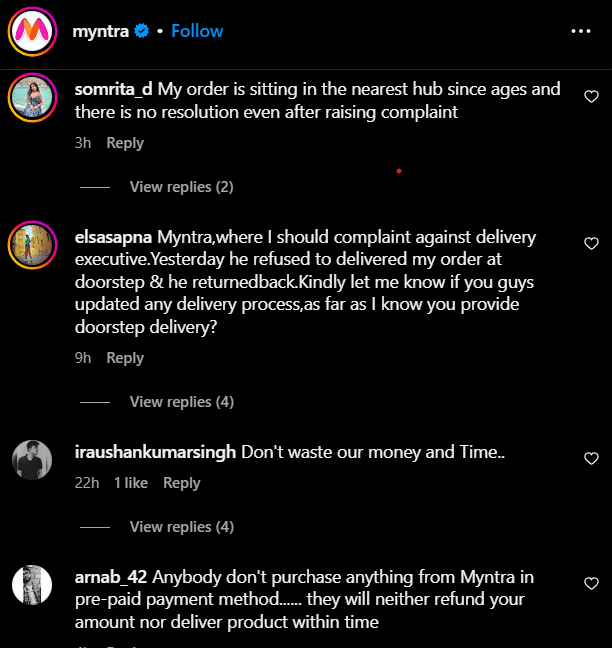 myntra • Follow
somrita_d My order is sitting in the nearest hub since ages and
there is no resolution even after raising complaint
3h Reply
View replies (2)
elsasapna Myntra,where I should complaint against delivery
executive.Yesterday he refused to delivered my order at
doorstep & he returnedback.Kindly let me know if you guys
updated any delivery process,as far as I know you provide
doorstep delivery?
9h Reply
View replies (4)
iraushankumarsingh Don't waste our money and Time..
22h 1 like Reply
View replies (4)
arnab_42 Anybody don't purchase anything from Myntra in
pre-paid payment method...... they will neither refund your
amount nor deliver product within time